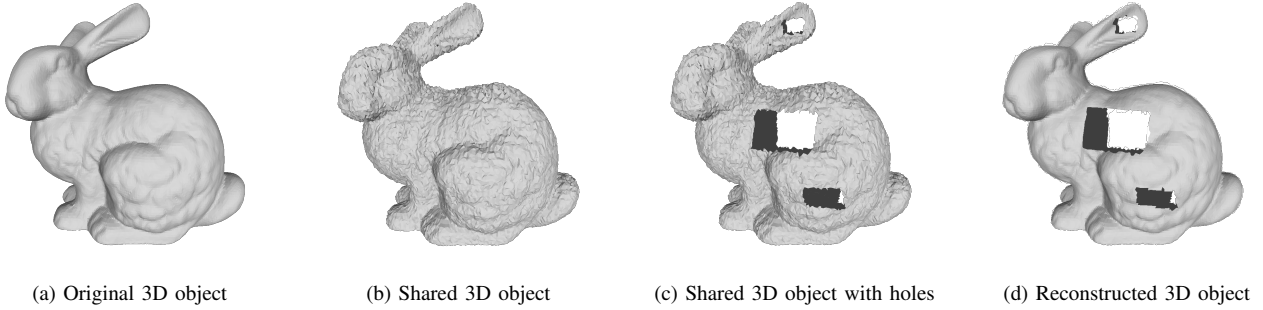 (a) Original 3D object
(b) Shared 3D object
(c) Shared 3D object with holes
(d) Reconstructed 3D object